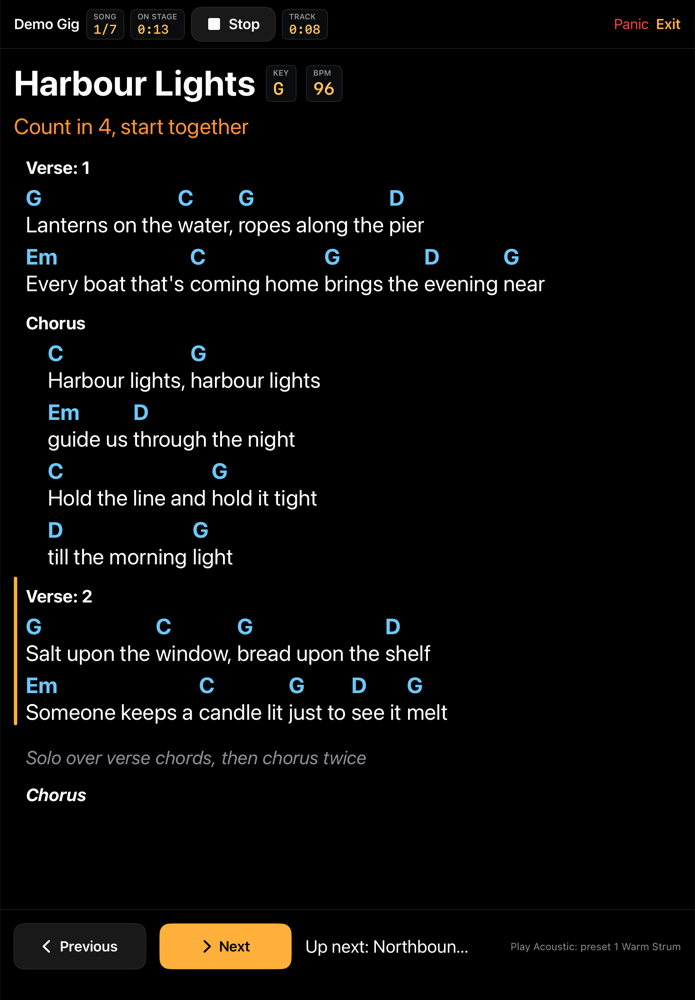 Demo Gig SONG 1/7 ON STAGE 0:13 Stop TRACK 0:08 Panic Exit
Harbour Lights KEY G BPM 96
Count in 4, start together
Verse: 1
G C G D
Lanterns on the water, ropes along the pier
Em C G D G
Every boat that's coming home brings the evening near
Chorus
C G
Harbour lights, harbour lights
Em D
guide us through the night
C G
Hold the line and hold it tight
D G
till the morning light
Verse: 2
G C G D
Salt upon the window, bread upon the shelf
Em C G D G
Someone keeps a candle lit just to see it melt
Solo over verse chords, then chorus twice
Chorus
Previous Next Up next: Northboun... Play Acoustic: preset 1 Warm Strum